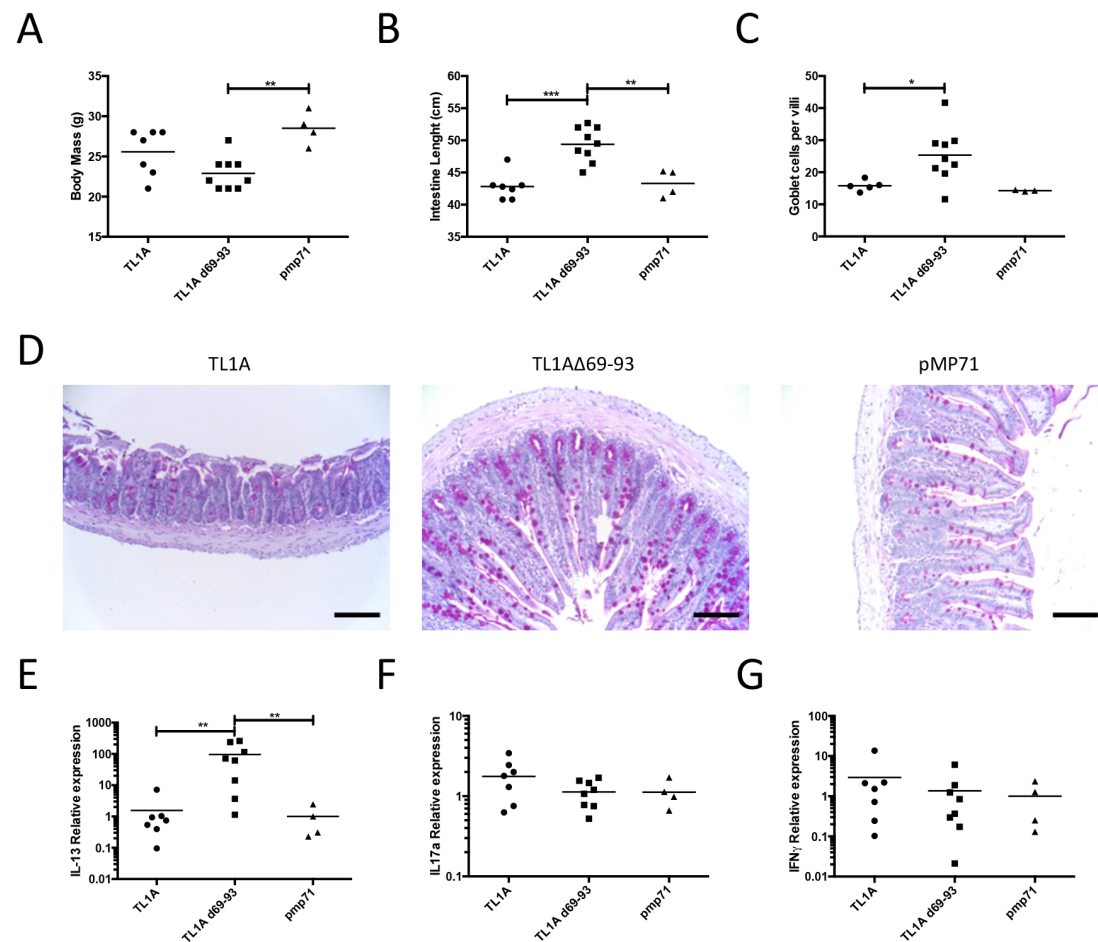 A
Body Mass (g)
35
30
25
20
15
**
TL1A
TL1A d69-93
pmp71
B
Intestine Lenght (cm)
60
55
50
45
40
35
***
**
TL1A
TL1A d69-93
pmp71
C
Goblet cells per villi
50
40
30
20
10
0
*
TL1A
TL1A d69-93
pmp71
D
TL1A
TL1AΔ69-93
pMP71
E
IL-13 Relative expression
1000
100
10
1
0.1
0.01
**
**
TL1A
TL1A d69-93
pmp71
F
IL17a Relative expression
10
1
0.1
TL1A
TL1A d69-93
pmp71
G
IFNγ Relative expression
100
10
1
0.1
0.01
TL1A
TL1A d69-93
pmp71